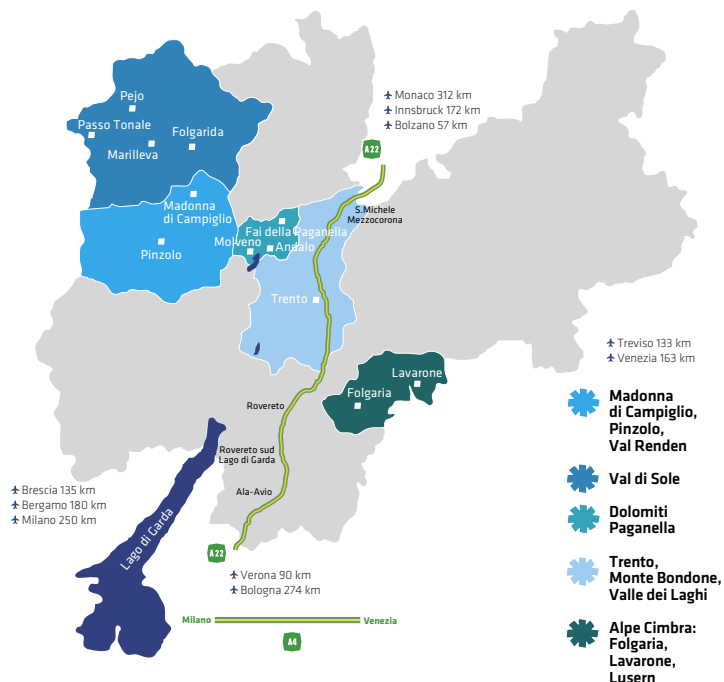 Monaco 312 km
Innsbruck 172 km
Bolzano 57 km
A22
Pejo
Passo Tonale
Folgarida
Marilleva
Madonna
di Campiglio
Pinzolo
S.Michele
Mezzocorona
Fai della Paganella
Molveno
Andalo
Trento
Treviso 133 km
Venezia 163 km
Lavarone
Folgaria
Rovereto
Rovereto sud
Lago di Garda
Ala-Avio
Brescia 135 km
Bergamo 180 km
Milano 250 km
Lago di Garda
A22
Verona 90 km
Bologna 274 km
Milano
Venezia
A4
Madonna
di Campiglio,
Pinzolo,
Val Renden
Val di Sole
Dolomiti
Paganella
Trento,
Monte Bondone,
Valle dei Laghi
Alpe Cimbra:
Folgaria,
Lavarone,
Lusern